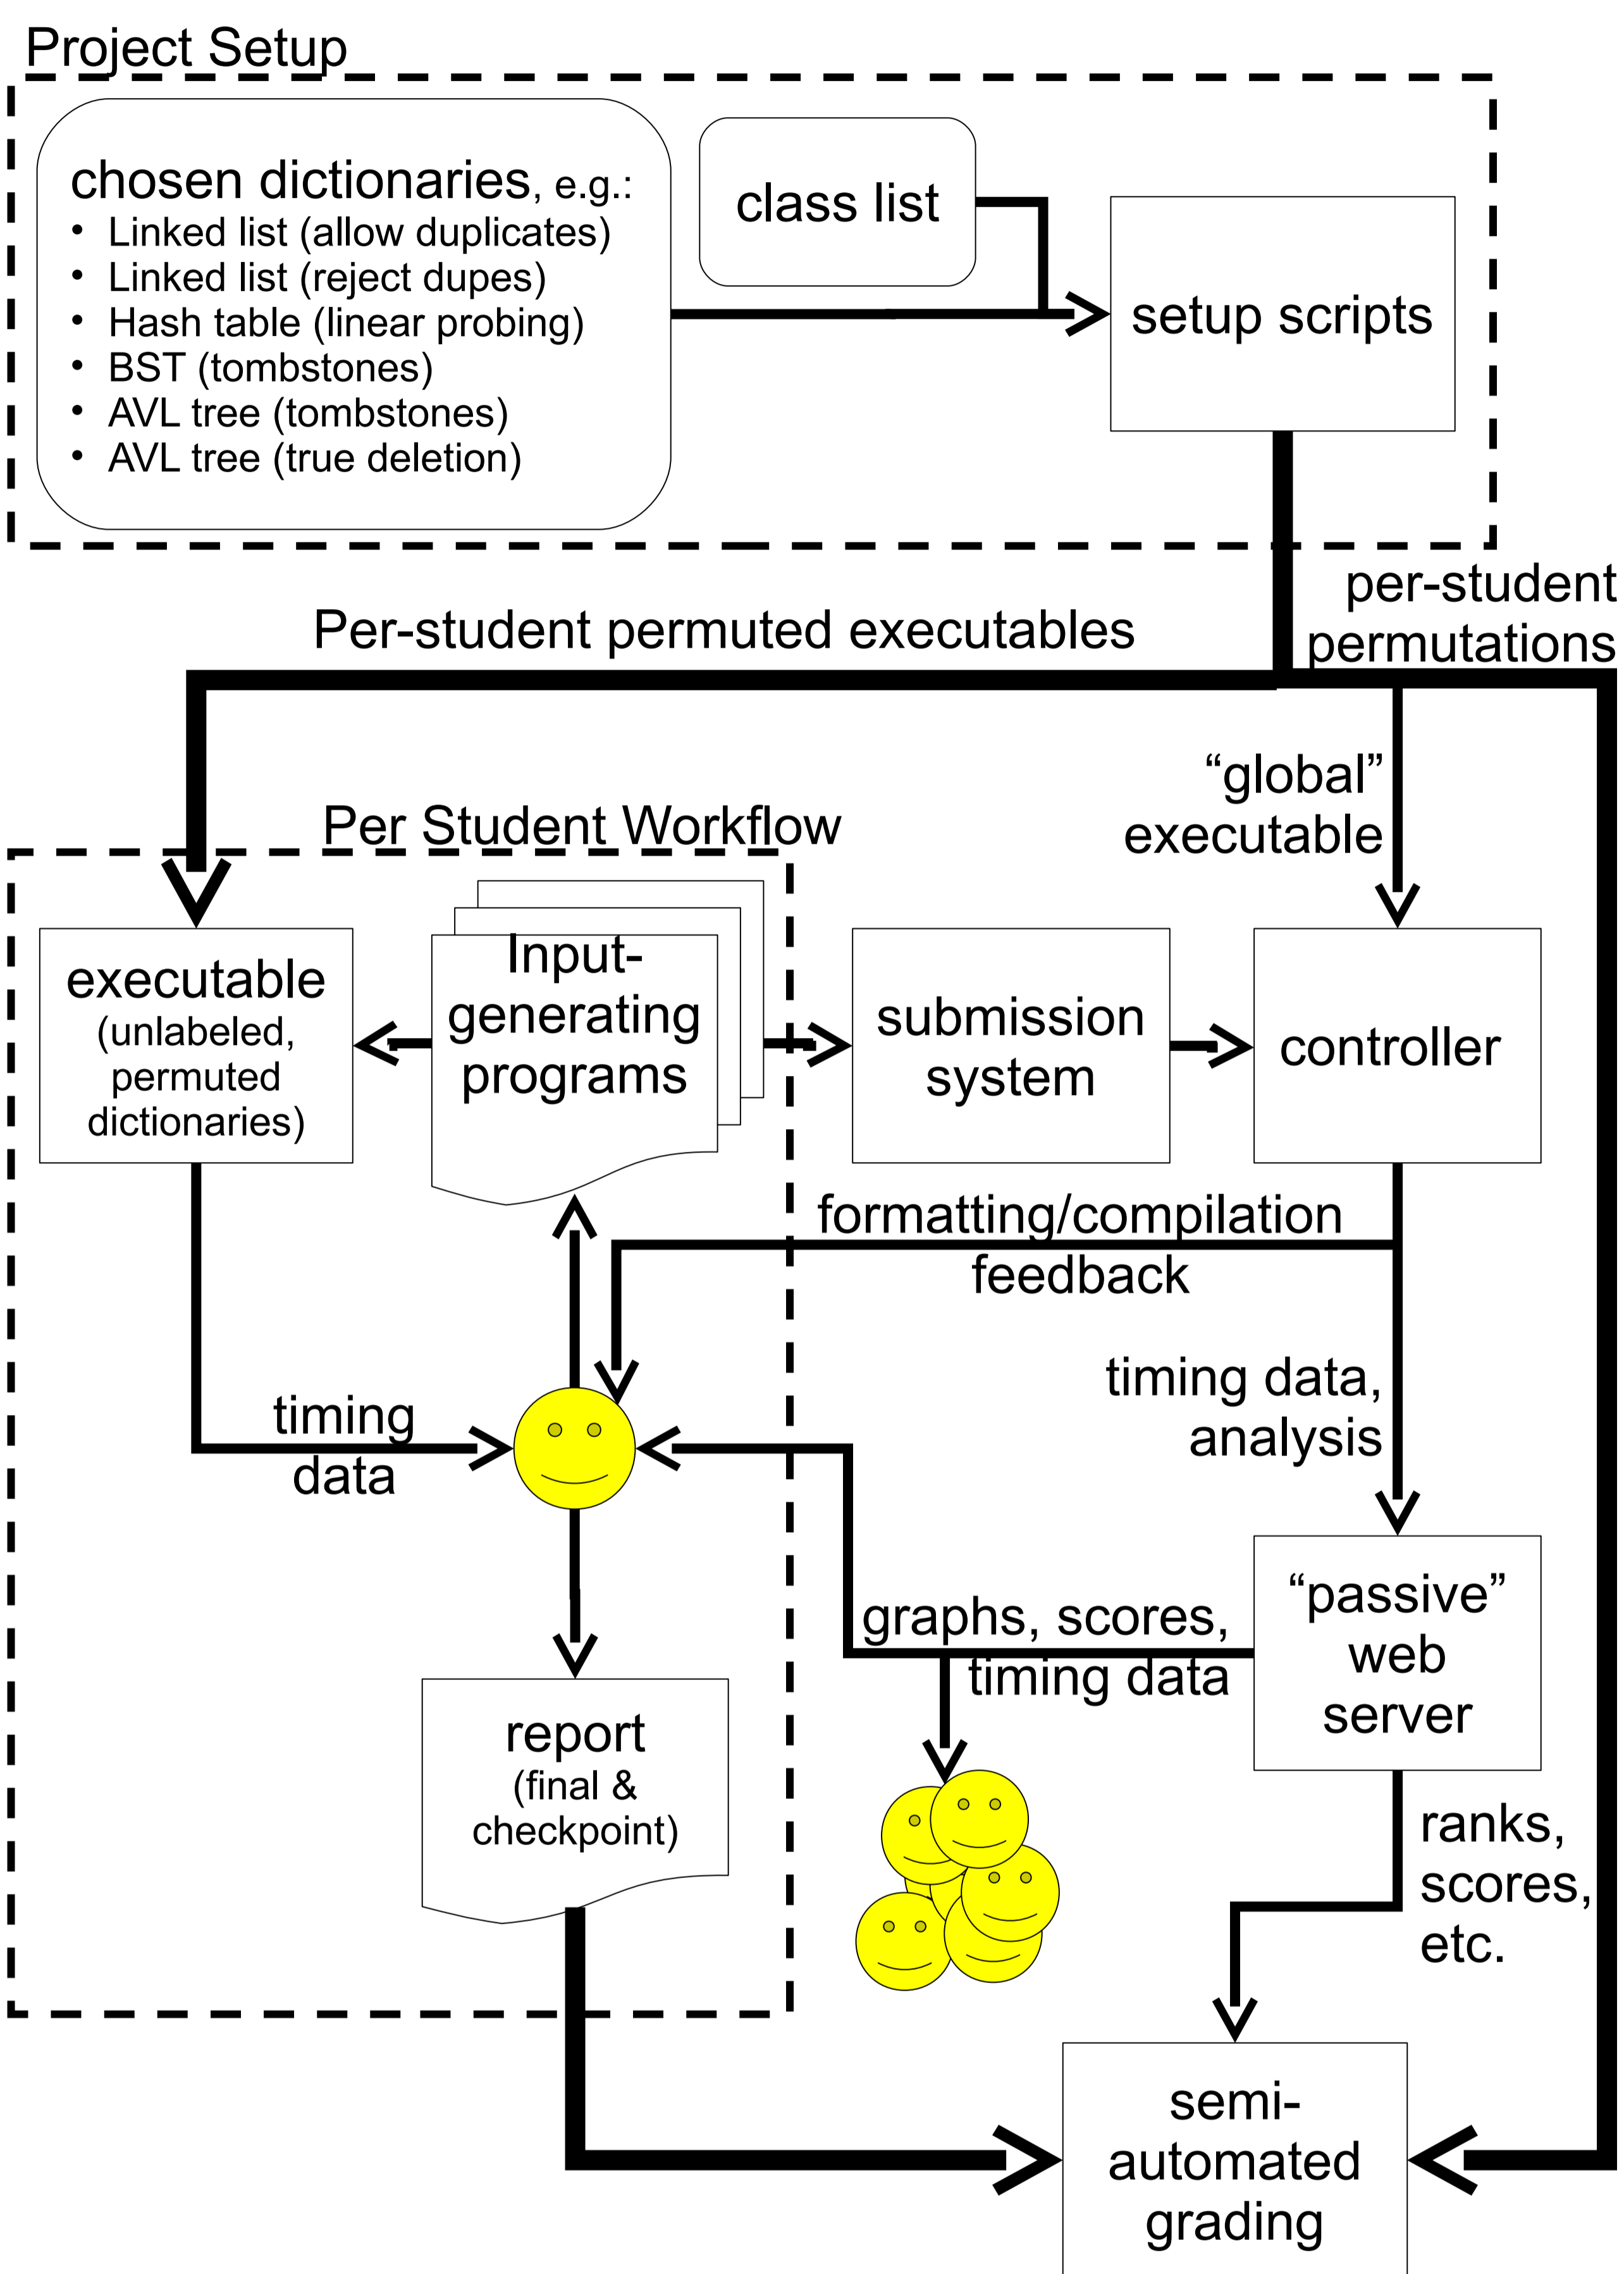 Project Setup
chosen dictionaries, e.g.:
• Linked list (allow duplicates)
• Linked list (reject dupes)
• Hash table (linear probing)
• BST (tombstones)
• AVL tree (tombstones)
• AVL tree (true deletion)
class list
setup scripts
per-student
permutations
Per-student permuted executables
“global”
executable
Per Student Workflow
executable
(unlabeled,
permuted
dictionaries)
Input-
generating
programs
submission
system
controller
formatting/compilation
feedback
timing data,
analysis
timing
data
graphs, scores,
timing data
“passive”
web
server
report
(final &
checkpoint)
ranks,
scores,
etc.
semi-
automated
grading